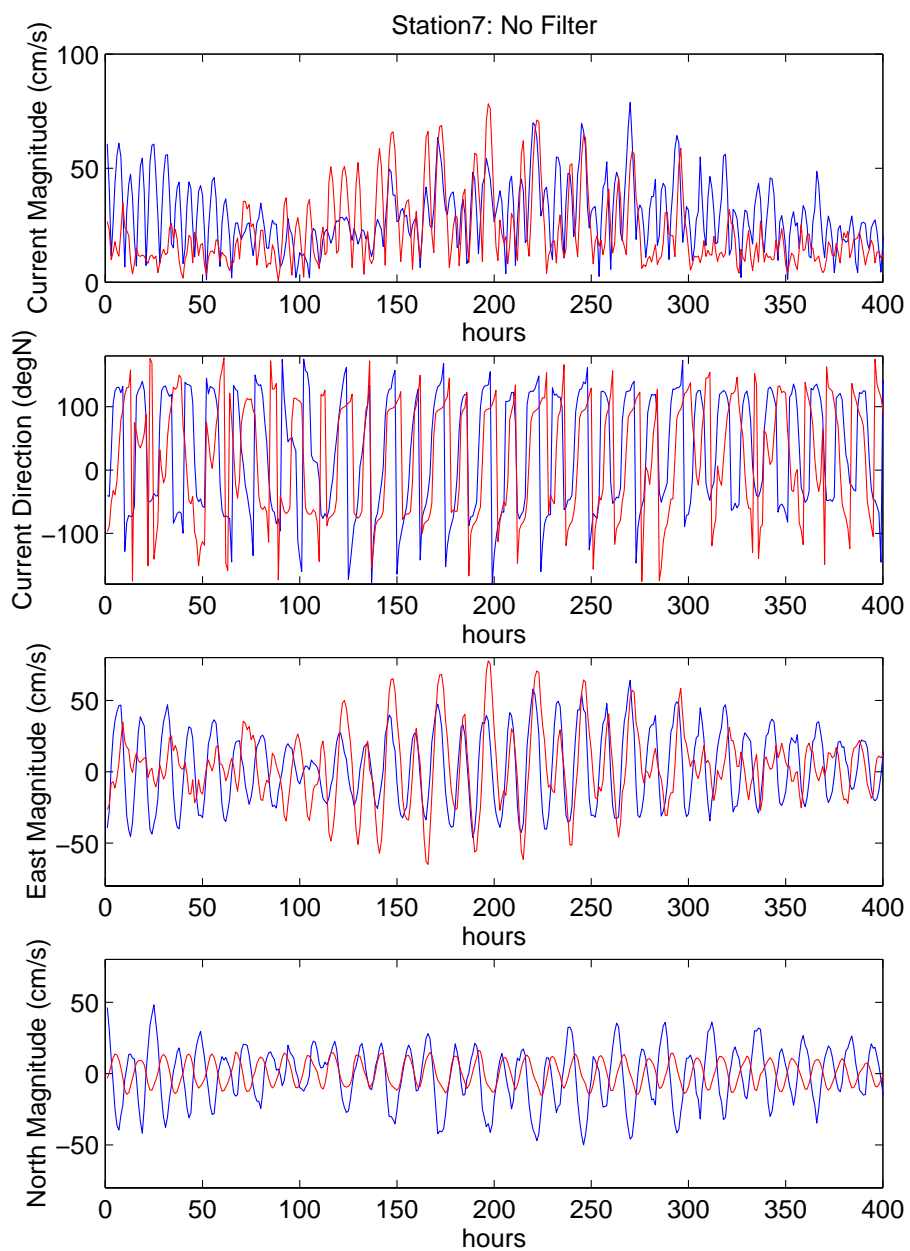 Station7: No Filter
Current Magnitude (cm/s)
100
50
0
0 50 100 150 200 250 300 350 400
hours
Current Direction (degN)
100
0
−100
0 50 100 150 200 250 300 350 400
hours
East Magnitude (cm/s)
50
0
−50
0 50 100 150 200 250 300 350 400
hours
North Magnitude (cm/s)
50
0
−50
0 50 100 150 200 250 300 350 400
hours